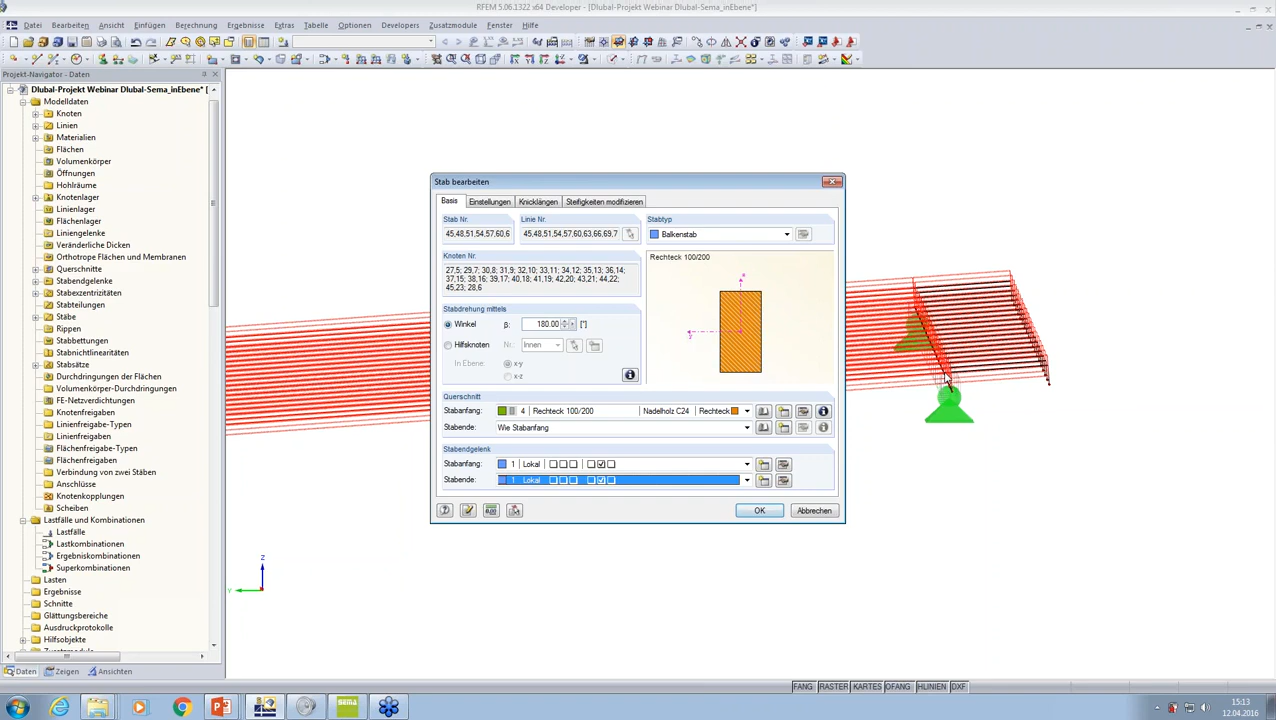 RFEM 5.06.1322 x64 Developer - [Dlubal-Projekt Webinar Dlubal-Sema_inEbene*]
Datei Bearbeiten Ansicht Einfügen Berechnung Ergebnisse Extras Tabelle Optionen Developers Zusatzmodule Fenster Hilfe
Projekt-Navigator - Daten
Dlubal-Projekt Webinar Dlubal-Sema_inEbene*
Modelldaten
Knoten
Linien
Materialien
Flächen
Volumenkörper
Öffnungen
Hohlräume
Knotenlager
Linienlager
Flächenlager
Liniengelenke
Veränderliche Dicken
Orthotrope Flächen und Membranen
Querschnitte
Stabendgelenke
Stabexzentrizitäten
Stabteilungen
Stäbe
Rippen
Stabbettungen
Stabnichtlinearitäten
Stabsätze
Durchdringungen der Flächen
FE-Netzverdichtungen
Knotenfreigaben
Linienfreigabe-Typen
Linienfreigaben
Flächenfreigabe-Typen
Flächenfreigaben
Verbindung von zwei Stäben
Anschlüsse
Knotenkopplungen
Scheiben
Lastfälle und Kombinationen
Lastfälle
Lastkombinationen
Ergebniskombinationen
Superkombinationen
Lasten
Ergebnisse
Schnitte
Glättungsbereiche
Ausdruckprotokolle
Hilfsobjekte
Daten Zeigen Ansichten
Stab bearbeiten
Basis Einstellungen Knicklängen Steifigkeiten modifizieren
Stab Nr. Linie Nr. Stabtyp
45,48,51,54,57,60,6 45,48,51,54,57,60,63,66,69,7 Balkenstab
Knoten Nr. Rechteck 100/200
27,5; 29,7; 30,8; 31,9; 32,10; 33,11; 34,12; 35,13; 36,14;
37,15; 38,16; 39,17; 40,18; 41,19; 42,20; 43,21; 44,22;
45,23; 28,6
Stabdrehung mittels
Winkel β: 180.00 [°]
Hilfsknoten Nr.: Innen
In Ebene: x-y
x-z
z
y
Querschnitt
Stabanfang: 4 Rechteck 100/200 Nadelholz C24 Rechteck
Stabende: Wie Stabanfang
Stabendgelenk
Stabanfang: 1 Lokal
Stabende: 1 Lokal
OK Abbrechen
Z
Y
FANG RASTER KARTES OFANG HLINIEN DXF
SEMA
15:13
12.04.2016